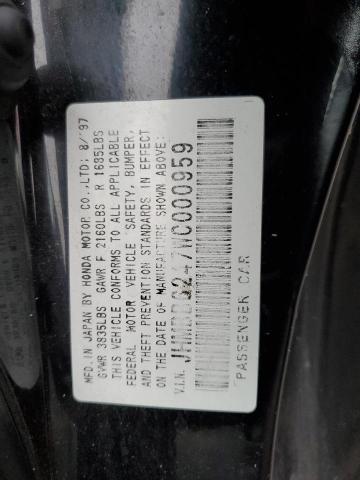 MFD.IN JAPAN BY HONDA MOTOR CO.,LTD: 8/'97
GVWR 3835LBS GAWR F 2160LBS R 1635LBS
THIS VEHICLE CONFORMS TO ALL APPLICABLE
FEDERAL MOTOR VEHICLE SAFETY, BUMPER,
AND THEFT PREVENTION STANDARDS IN EFFECT
ON THE DATE OF MANUFACTURE SHOWN ABOVE
V.I.N.
PASSENGER CAR